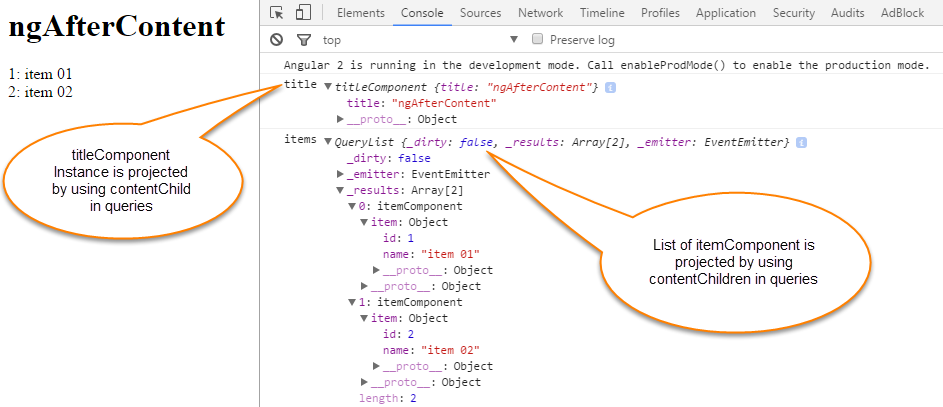 ngAfterContent
1: item 01
2: item 02
titleComponent
Instance is projected
by using contentChild
in queries
Elements Console Sources Network Timeline Profiles Application Security Audits AdBlock
top Preserve log
Angular 2 is running in the development mode. Call enableProdMode() to enable the production mode.
title ▼titleComponent {title: "ngAfterContent"} i
title: "ngAfterContent"
▶__proto__: Object
items ▼QueryList {_dirty: false, _results: Array[2], _emitter: EventEmitter} i
_dirty: false
▶_emitter: EventEmitter
▼_results: Array[2]
▼0: itemComponent
▼item: Object
id: 1
name: "item 01"
▶__proto__: Object
▶__proto__: Object
▼1: itemComponent
▼item: Object
id: 2
name: "item 02"
▶__proto__: Object
▶__proto__: Object
length: 2
List of itemComponent is
projected by using
contentChildren in queries